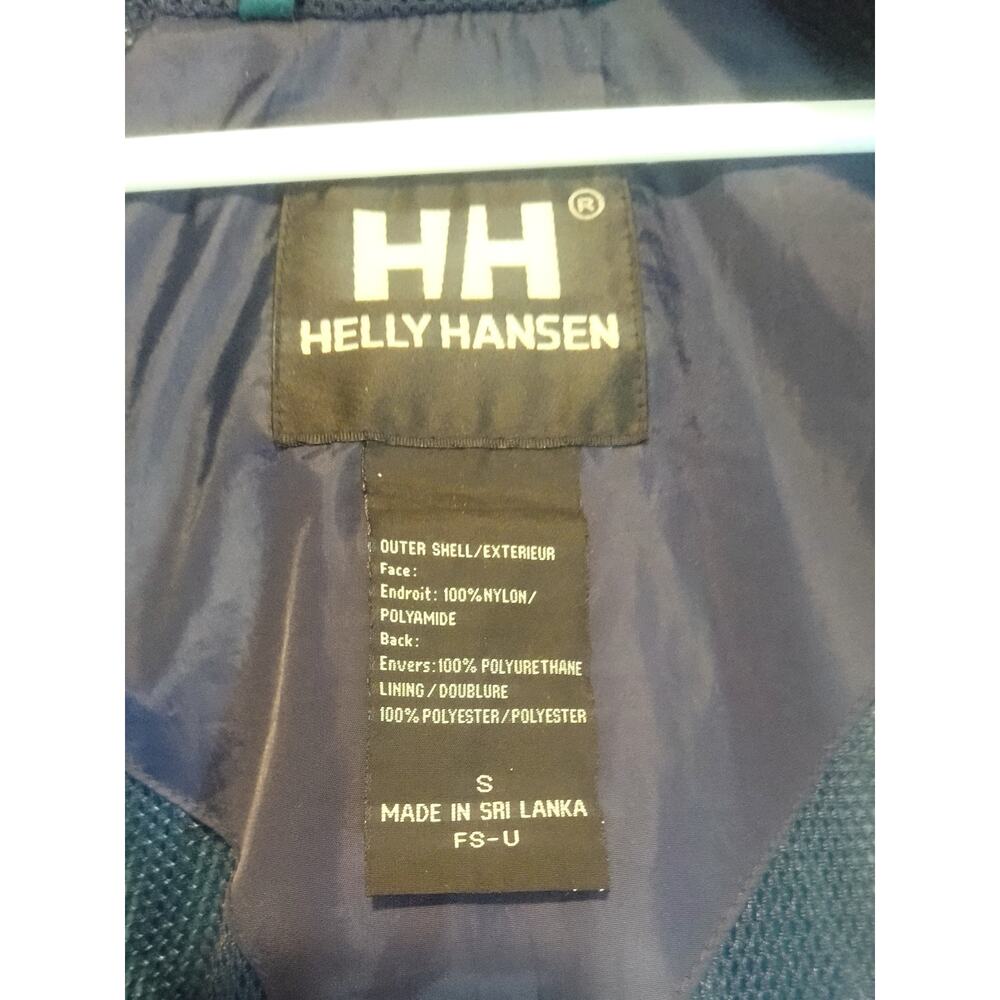 HH®
HELLY HANSEN
OUTER SHELL/EXTERIEUR
Face:
Endroit: 100%NYLON/
POLYAMIDE
Back:
Envers:100% POLYURETHANE
LINING/DOUBLURE
100% POLYESTER/POLYESTER
S
MADE IN SRI LANKA
FS-U